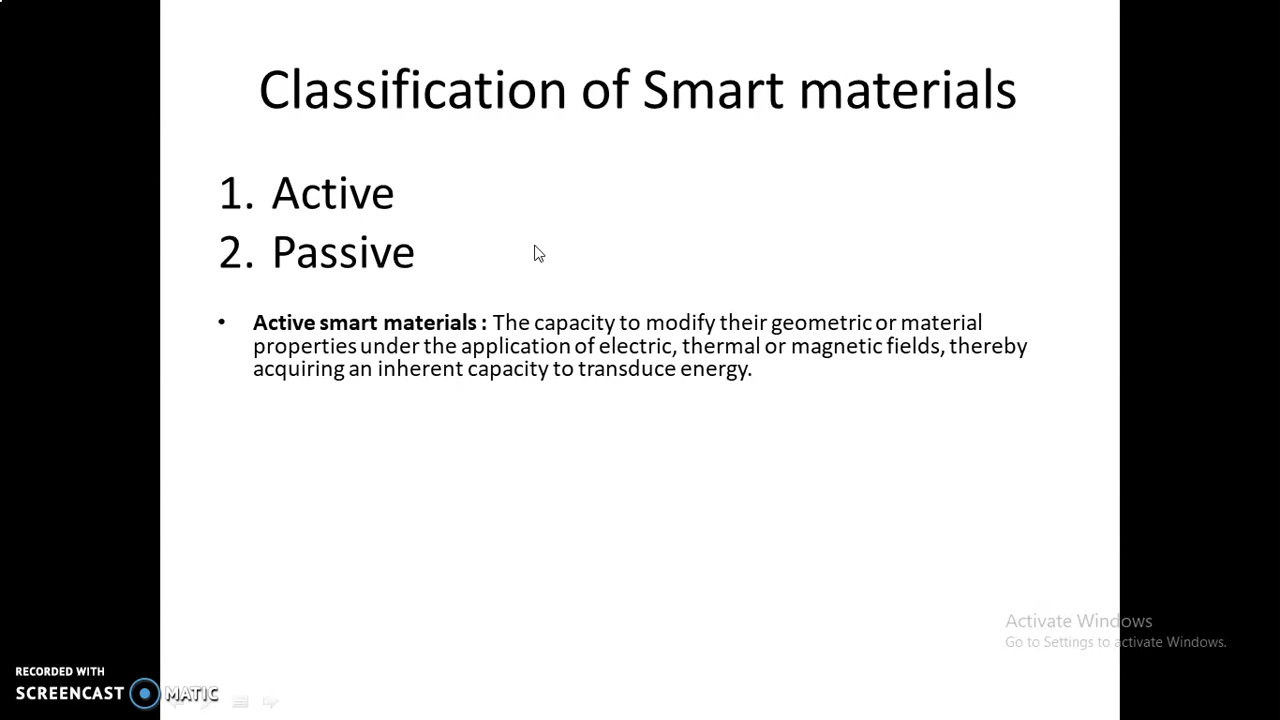 Classification of Smart materials
1. Active
2. Passive
• Active smart materials : The capacity to modify their geometric or material
properties under the application of electric, thermal or magnetic fields, thereby
acquiring an inherent capacity to transduce energy.
Activate Windows
Go to Settings to activate Windows.
RECORDED WITH
SCREENCAST MATIC